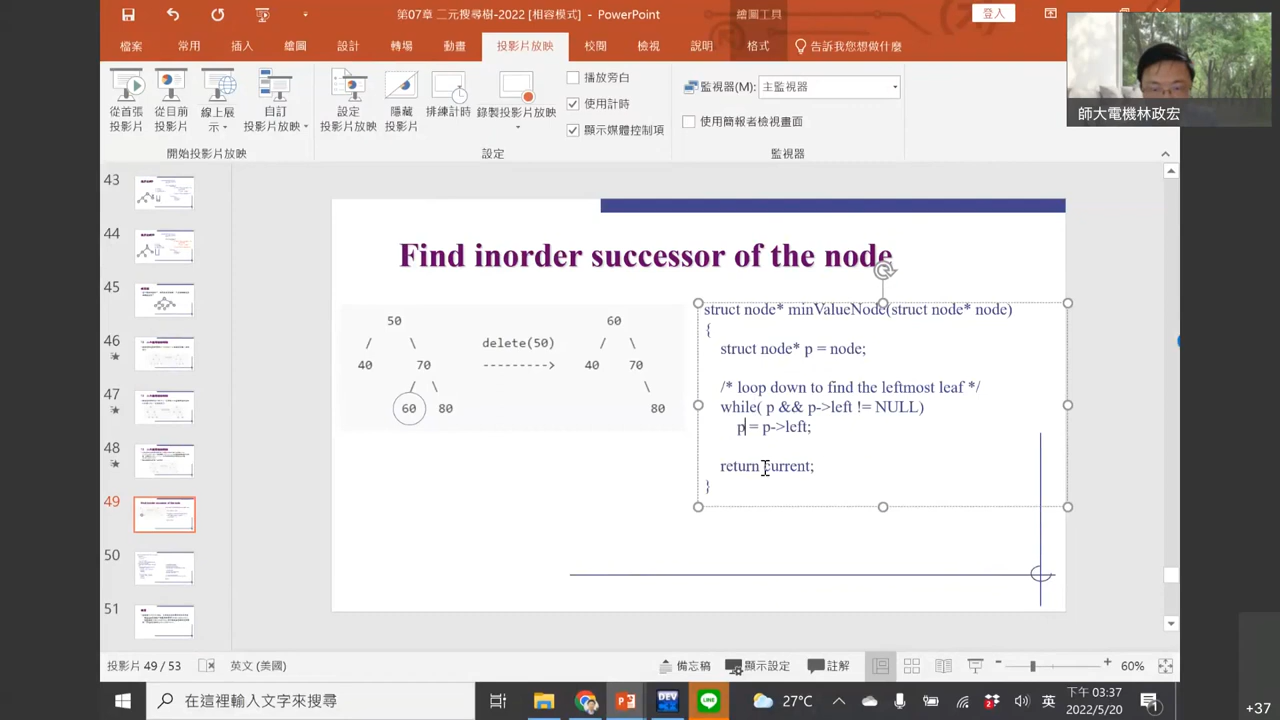 第07章 二元搜尋樹-2022 [相容模式] - PowerPoint
繪圖工具
登入
檔案 常用 插入 繪圖 設計 轉場 動畫 投影片放映 校閱 檢視 說明 格式 告訴我您想做什麼
從首張投影片
從目前投影片
線上展示
自訂投影片放映
設定投影片放映
隱藏投影片
排練計時
錄製投影片放映
播放旁白
使用計時
顯示媒體控制項
監視器(M): 主監視器
使用簡報者檢視畫面
開始投影片放映 設定 監視器
師大電機林政宏
43
44
45
46
47
48
49
50
51
Find inorder successor of the node
50 60
/ \ delete(50) / \
40 70 ---------> 40 70
/ \ \
60 80 80
struct node* minValueNode(struct node* node)
{
struct node* p = node;
/* loop down to find the leftmost leaf */
while( p && p->left != NULL)
p = p->left;
return current;
}
投影片 49 / 53 英文 (美國) 備忘稿 顯示設定 註解 60%
在這裡輸入文字來搜尋 DEV LINE 27°C 英 下午 03:37
2022/5/20
1
+37